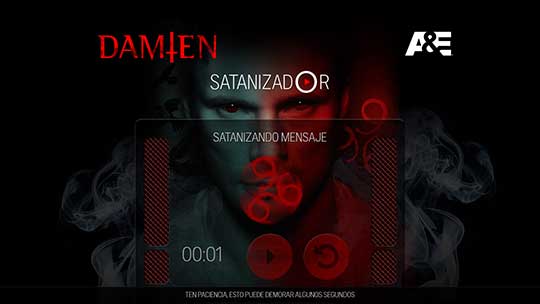 DAMIEN
A&E
SATANIZADOR
SATANIZANDO MENSAJE
00:01
TEN PACIENCIA, ESTO PUEDE DEMORAR ALGUNOS SEGUNDOS